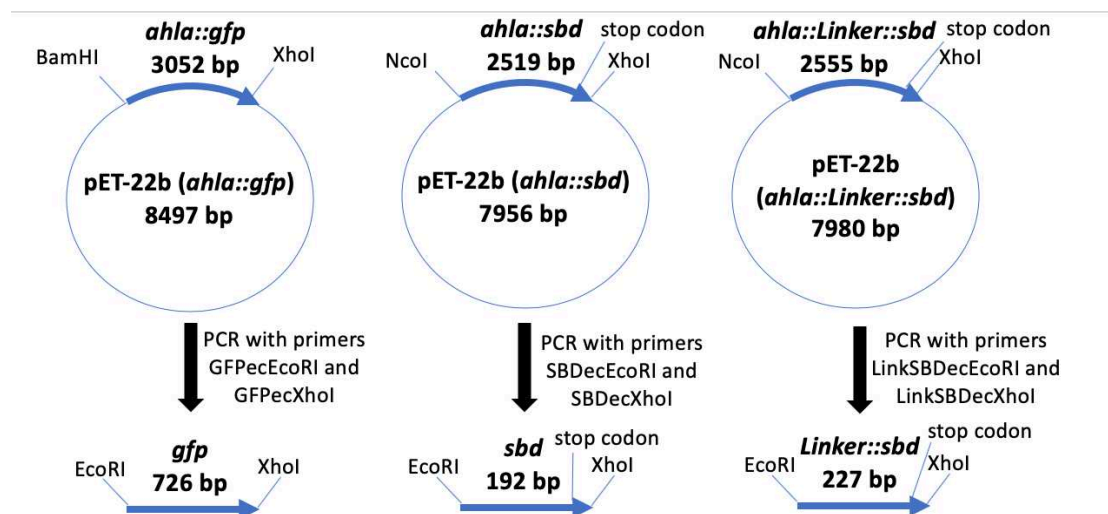 ahla::gfp
3052 bp
BamHI
XhoI
pET-22b (ahla::gfp)
8497 bp
PCR with primers
GFPecEcoRI and
GFPecXhoI
gfp
726 bp
EcoRI
XhoI
ahla::sbd
2519 bp
NcoI
stop codon
XhoI
pET-22b (ahla::sbd)
7956 bp
PCR with primers
SBDecEcoRI and
SBDecXhoI
sbd
192 bp
EcoRI
stop codon
XhoI
ahla::Linker::sbd
2555 bp
NcoI
stop codon
XhoI
pET-22b
(ahla::Linker::sbd)
7980 bp
PCR with primers
LinkSBDecEcoRI and
LinkSBDecXhoI
Linker::sbd
227 bp
EcoRI
stop codon
XhoI